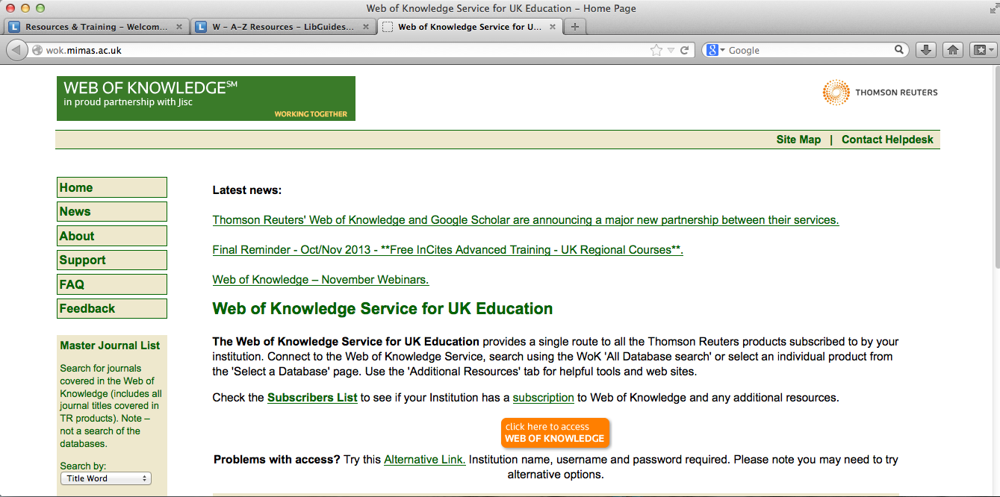 Web of Knowledge Service for UK Education – Home Page
Resources & Training – Welcom...
W – A–Z Resources – LibGuides...
Web of Knowledge Service for U...
wok.mimas.ac.uk
Google
WEB OF KNOWLEDGE℠
in proud partnership with Jisc
WORKING TOGETHER
THOMSON REUTERS
Site Map | Contact Helpdesk
Home
News
About
Support
FAQ
Feedback
Master Journal List
Search for journals
covered in the Web of
Knowledge (includes all
journal titles covered in
TR products). Note –
not a search of the
databases.
Search by:
Title Word
Latest news:
Thomson Reuters' Web of Knowledge and Google Scholar are announcing a major new partnership between their services.
Final Reminder - Oct/Nov 2013 - **Free InCites Advanced Training - UK Regional Courses**.
Web of Knowledge – November Webinars.
Web of Knowledge Service for UK Education
The Web of Knowledge Service for UK Education provides a single route to all the Thomson Reuters products subscribed to by your
institution. Connect to the Web of Knowledge Service, search using the WoK 'All Database search' or select an individual product from
the 'Select a Database' page. Use the 'Additional Resources' tab for helpful tools and web sites.
Check the Subscribers List to see if your Institution has a subscription to Web of Knowledge and any additional resources.
click here to access
WEB OF KNOWLEDGE
Problems with access? Try this Alternative Link. Institution name, username and password required. Please note you may need to try
alternative options.